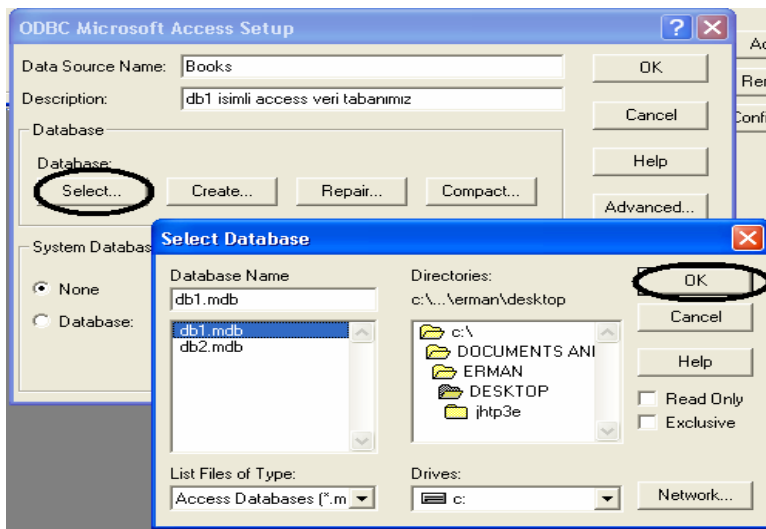 ODBC Microsoft Access Setup
Data Source Name: Books
OK
Description: db1 isimli access veri tabanımız
Cancel
Database
Database:
Help
Select... Create... Repair... Compact...
Advanced...
System Databas
None
Database:
Select Database
Database Name
db1.mdb
db1.mdb
db2.mdb
List Files of Type:
Access Databases (*.m
Directories:
c:\...\erman\desktop
c:\
DOCUMENTS ANI
ERMAN
DESKTOP
jhtp3e
Drives:
c:
OK
Cancel
Help
Read Only
Exclusive
Network...